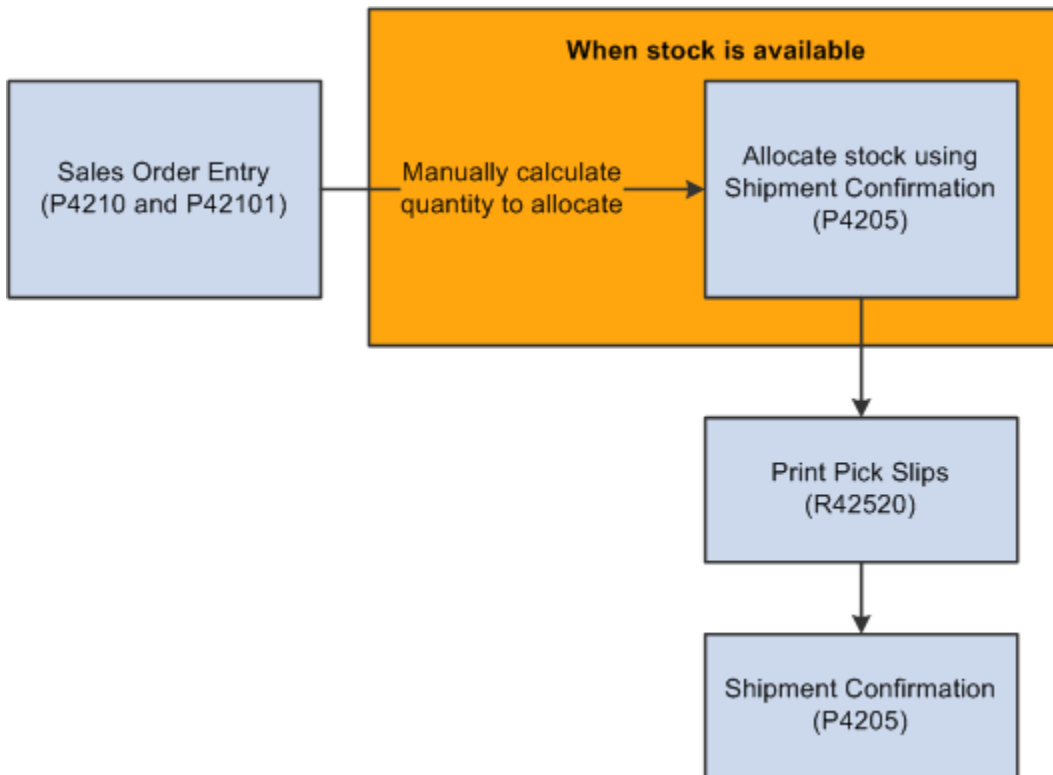 When stock is available
Sales Order Entry
(P4210 and P42101)
Manually calculate
quantity to allocate
Allocate stock using
Shipment Confirmation
(P4205)
Print Pick Slips
(R42520)
Shipment Confirmation
(P4205)